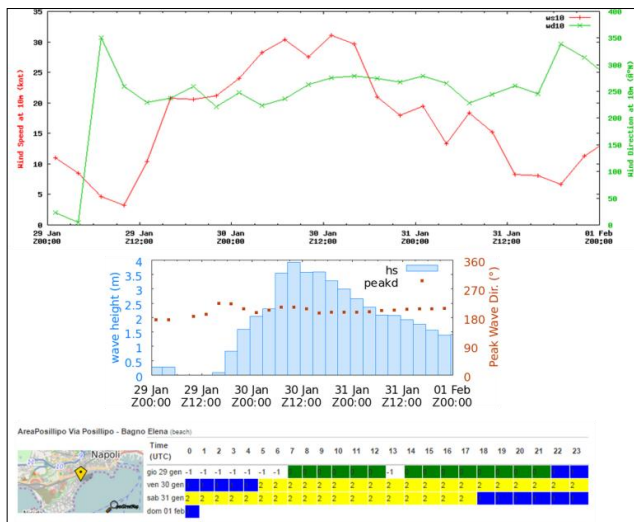 35
30
25
20
15
10
5
0
Wind Speed at 10m (knt)
ws10
wd10
400
350
300
250
200
150
100
50
0
Wind Direction at 10m (Â°N)
29 Jan 29 Jan 30 Jan 30 Jan 31 Jan 31 Jan 01 Feb
Z00:00 Z12:00 Z00:00 Z12:00 Z00:00 Z12:00 Z00:00
4
3.5
3
2.5
2
1.5
1
0.5
0
wave height (m)
hs
peakd
360
270
180
90
0
Peak Wave Dir. (°)
29 Jan 29 Jan 30 Jan 30 Jan 31 Jan 31 Jan 01 Feb
Z00:00 Z12:00 Z00:00 Z12:00 Z00:00 Z12:00 Z00:00
AreaPosillipo Via Posillipo - Bagno Elena (beach)
Napoli
Time
(UTC) 0 1 2 3 4 5 6 7 8 9 10 11 12 13 14 15 16 17 18 19 20 21 22 23
gio 29 gen -1 -1 -1 -1 -1 -1 -1 -1
ven 30 gen 2 2 2 2 2 2 2 2 2 2 2 2 2 2 2 2 2 2 2
sab 31 gen 2 2 2 2 2 2 2 2 2 2 2 2 2 2 2 2 2 2
dom 01 feb